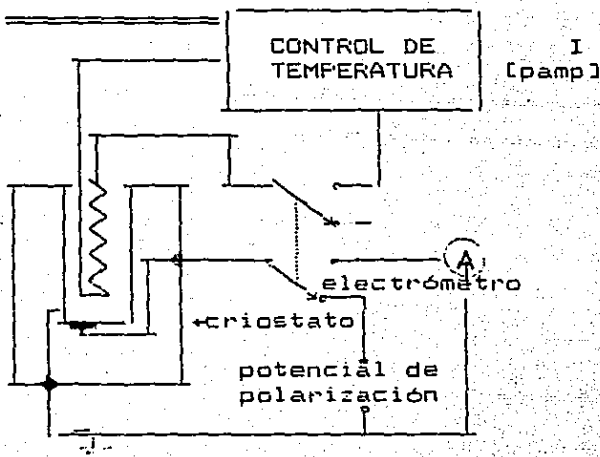 CONTROL DE
TEMPERATURA
I
[pamp]
A
electrómetro
←criostato
potencial de
polarización